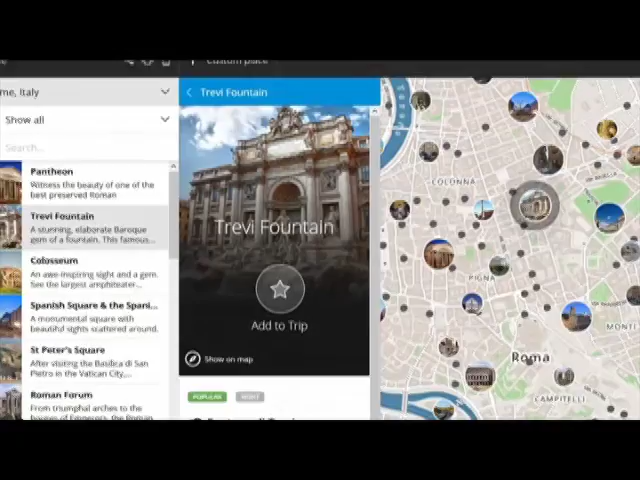 Custom place
me, Italy
Show all
Search...
Pantheon
Witness the beauty of one of the
best preserved Roman
Trevi Fountain
A stunning, elaborate Baroque
gem of a fountain. This famous...
Colosseum
An awe-inspiring sight and a gem.
See the largest amphiteater...
Spanish Square & the Spani...
A monumental square with
beautiful sights scattered around.
St Peter's Square
After visiting the Basilica di San
Pietro in the Vatican City,...
Roman Forum
From triumphal arches to the
Trevi Fountain
Trevi Fountain
Add to Trip
Show on map
POPULAR
COLONNA
PIGNA
MONTI
Roma
CAMPITELLI